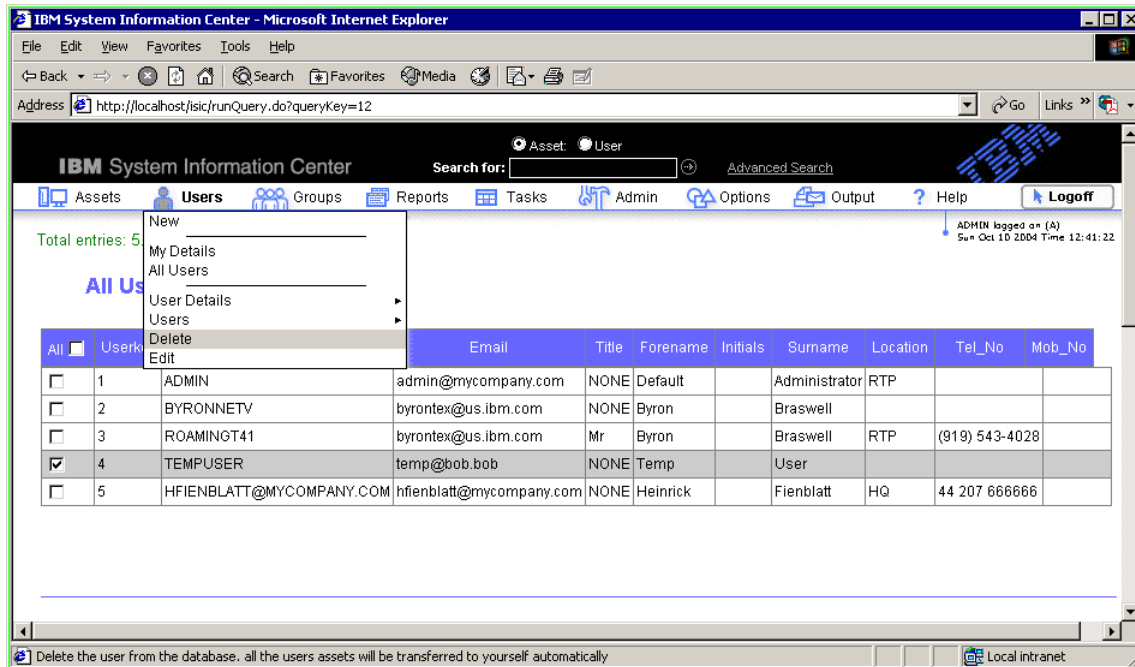 IBM System Information Center - Microsoft Internet Explorer
File Edit View Favorites Tools Help
Back Search Favorites Media
Address http://localhost/isic/runQuery.do?queryKey=12 Go Links »
Asset: User
IBM System Information Center Search for: Advanced Search IBM
Assets Users Groups Reports Tasks Admin Options Output ? Help Logoff
ADMIN logged on (A)
Sun Oct 10 2004 Time 12:41:22
Total entries: 5
New
My Details
All Users
All Us
User Details
Users
Delete
Edit
All Userk Email Title Forename Initials Surname Location Tel_No Mob_No
1 ADMIN admin@mycompany.com NONE Default Administrator RTP
2 BYRONNETV byrontex@us.ibm.com NONE Byron Braswell
3 ROAMINGT41 byrontex@us.ibm.com Mr Byron Braswell RTP (919) 543-4028
4 TEMPUSER temp@bob.bob NONE Temp User
5 HFIENBLATT@MYCOMPANY.COM hfienblatt@mycompany.com NONE Heinrick Fienblatt HQ 44 207 666666
Delete the user from the database. all the users assets will be transferred to yourself automatically Local intranet